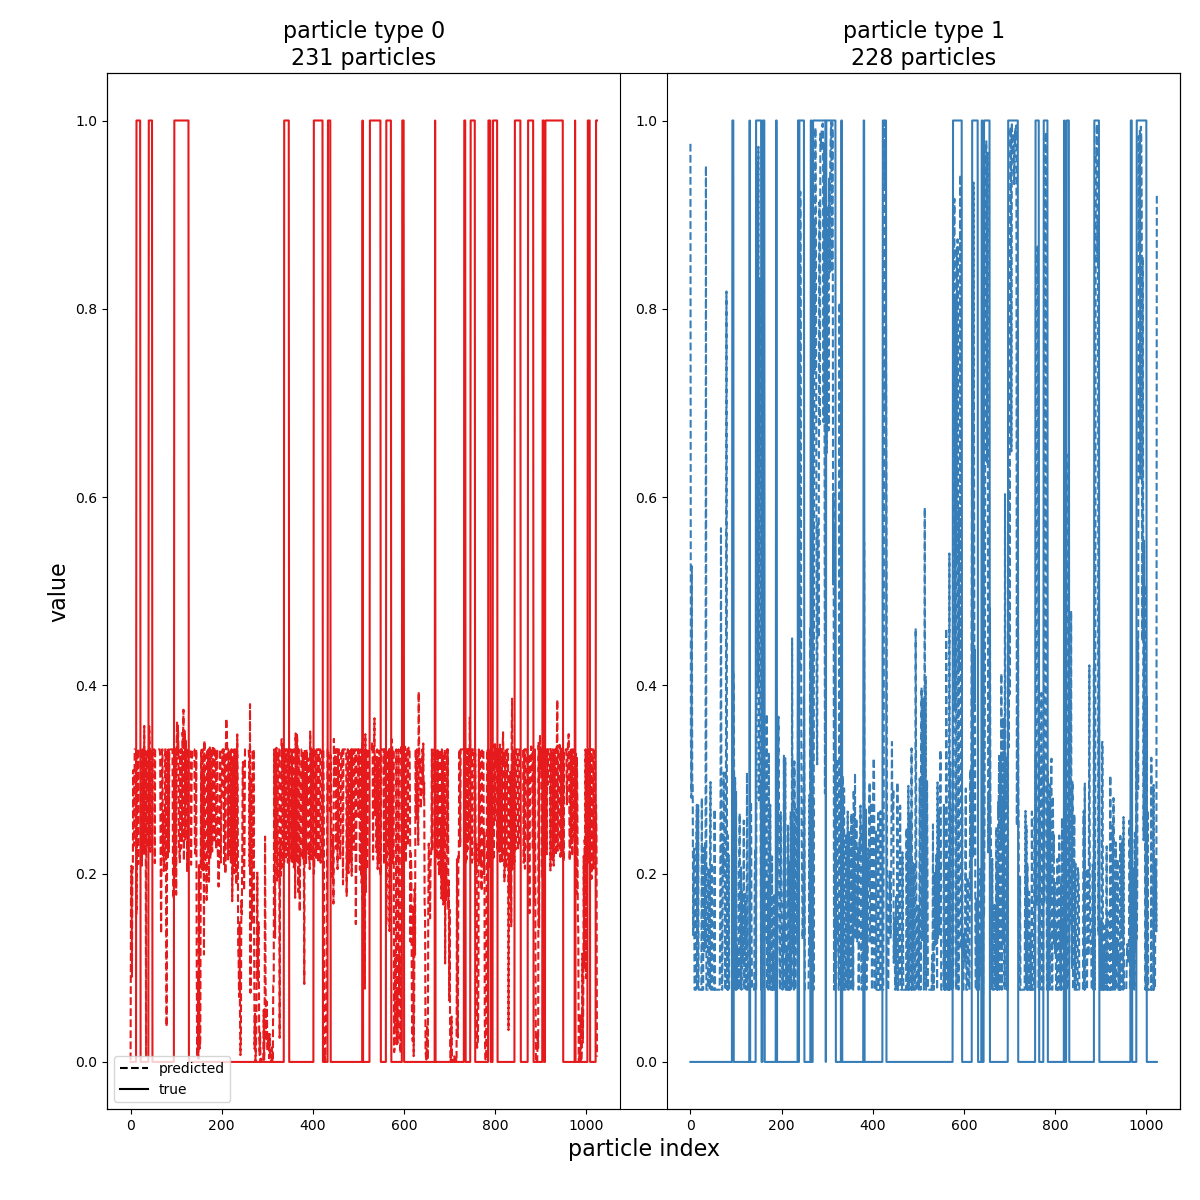 particle type 0
231 particles
particle type 1
228 particles
1.0
0.8
0.6
0.4
0.2
0.0
1.0
0.8
0.6
0.4
0.2
0.0
value
predicted
true
0 200 400 600 800 1000
0 200 400 600 800 1000
particle index